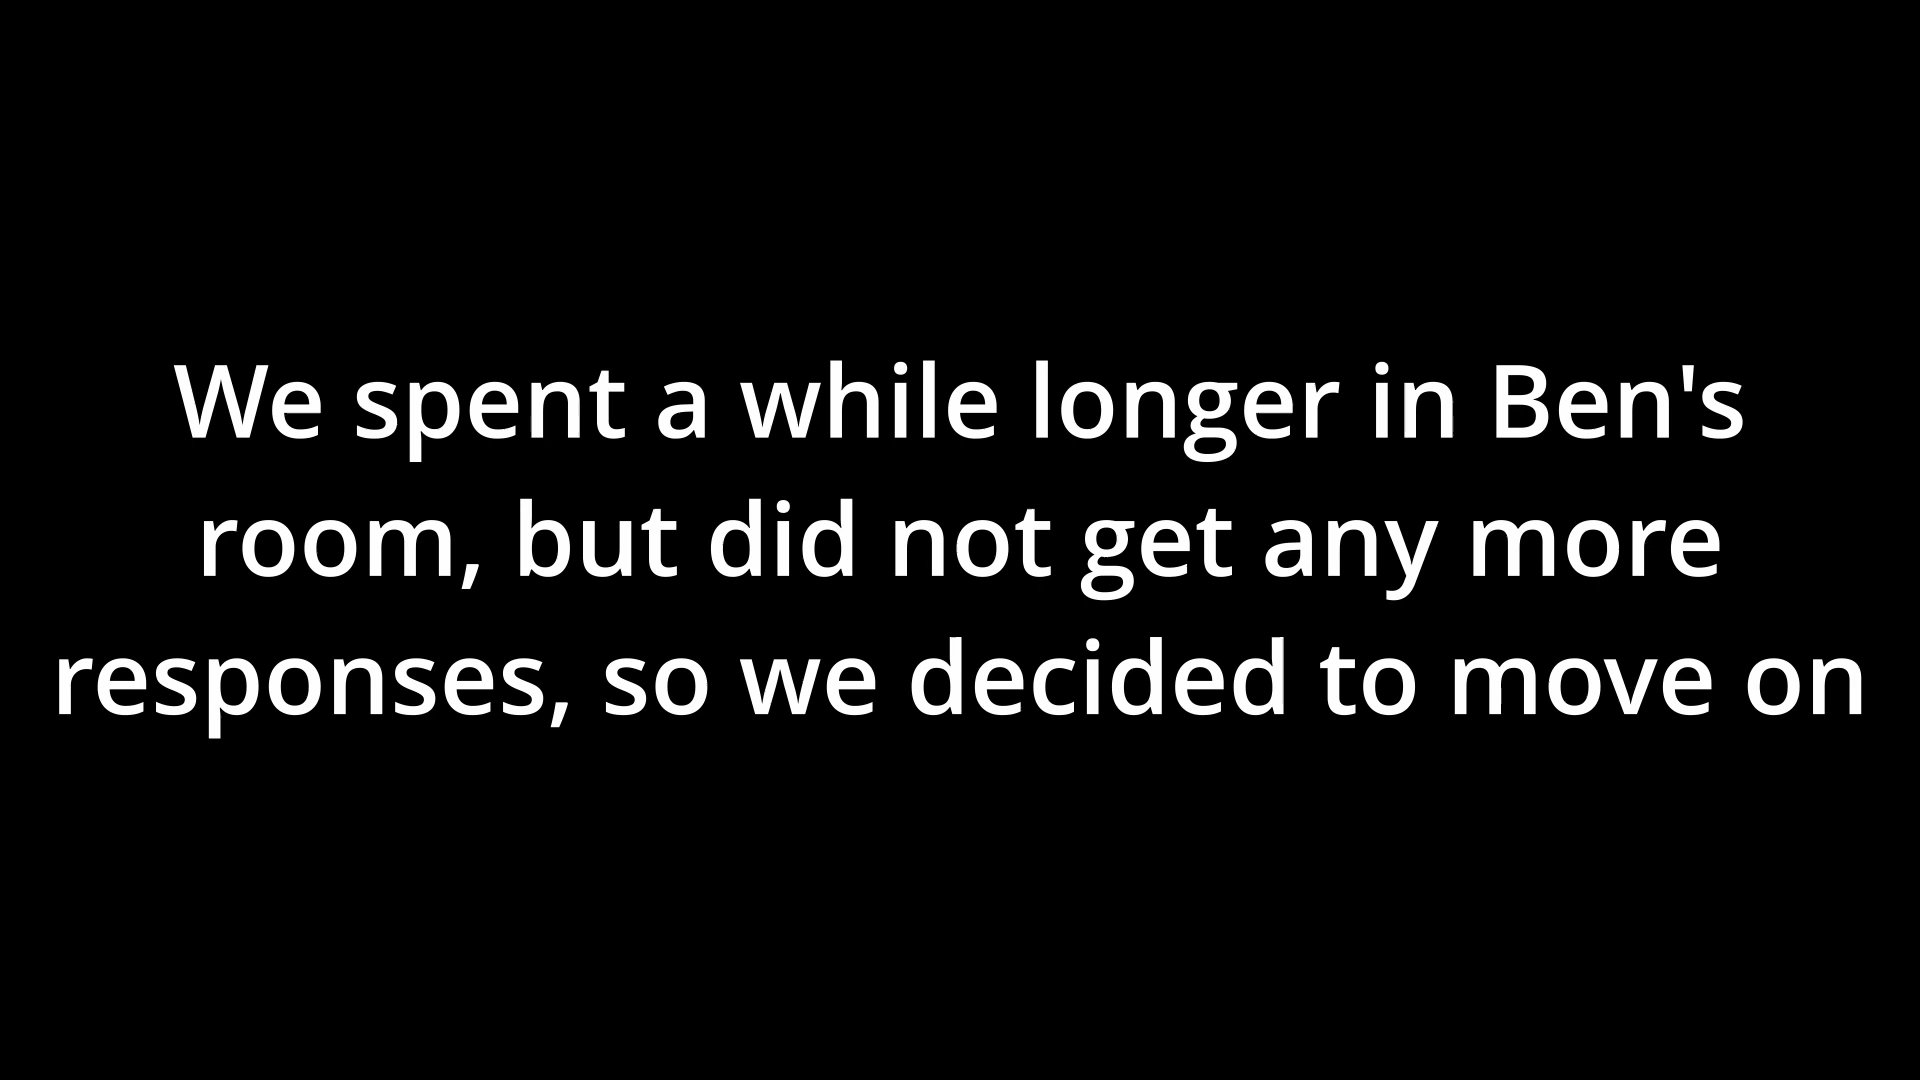 We spent a while longer in Ben's
room, but did not get any more
responses, so we decided to move on